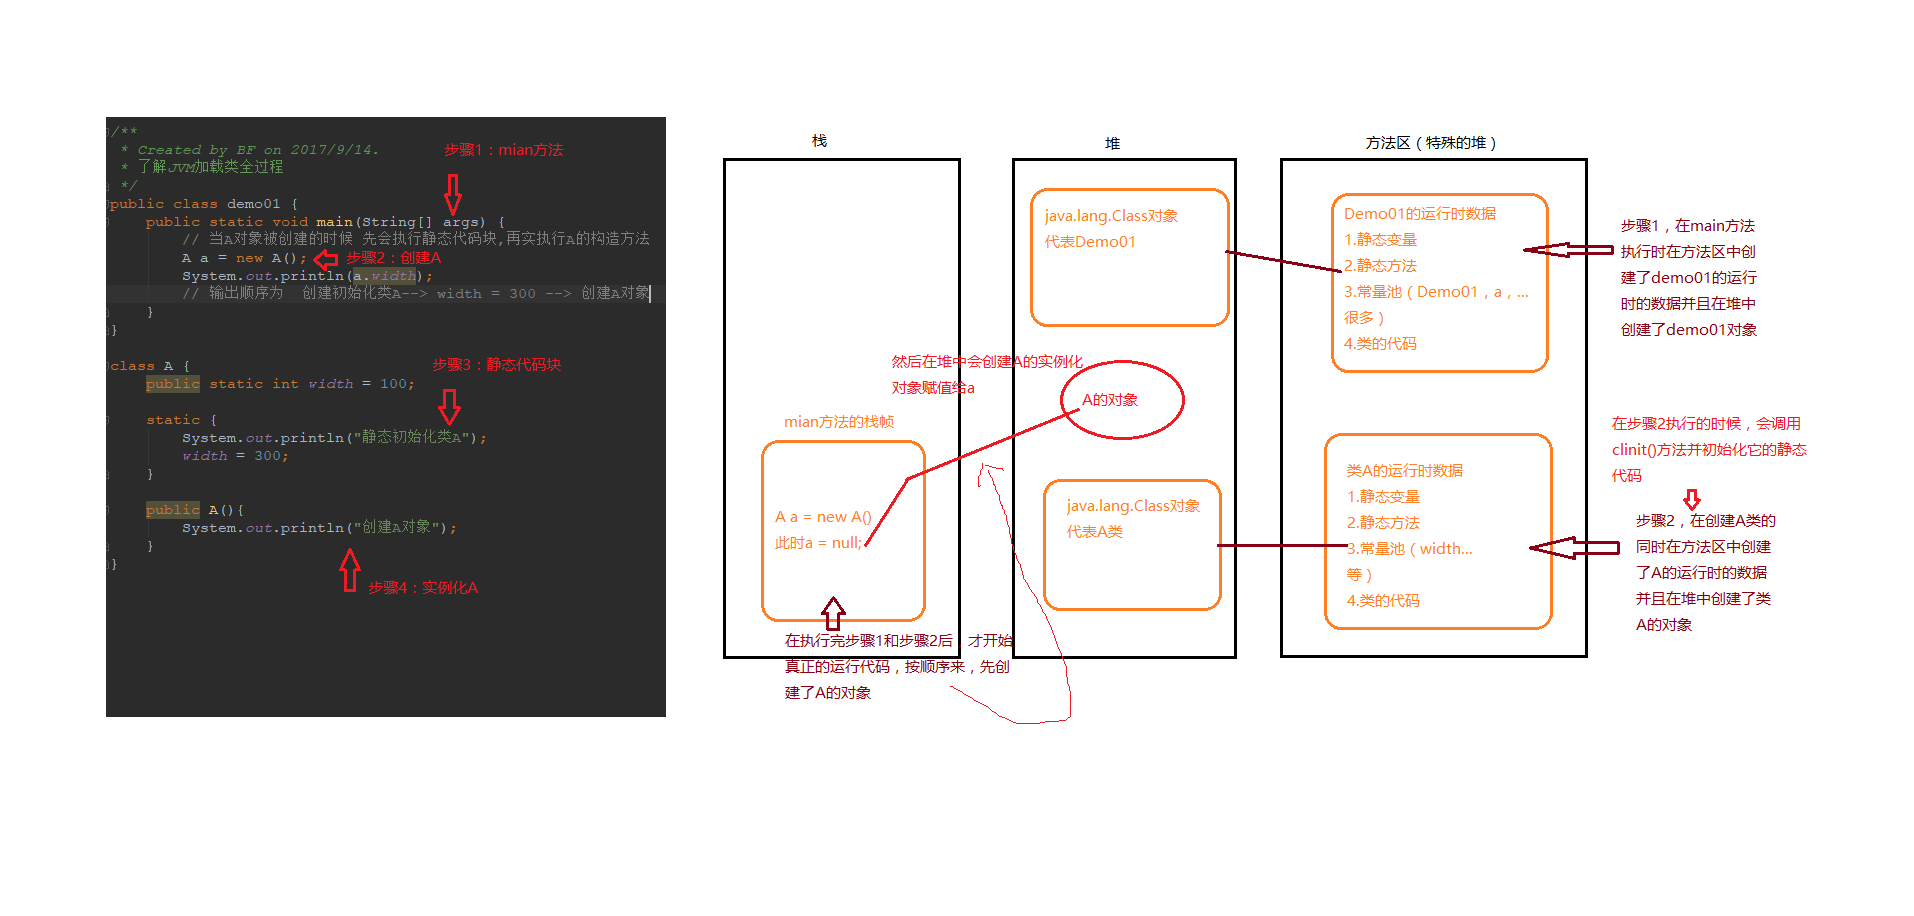 /**
* Created by BF on 2017/9/14.
* 了解JVM加载类全过程
*/
public class demo01 {
public static void main(String[] args) {
// 当A对象被创建的时候 先会执行静态代码块,再实执行A的构造方法
A a = new A();
System.out.println(a.width);
// 输出顺序为 创建初始化类A--> width = 300 --> 创建A对象
}
}
class A {
public static int width = 100;
static {
System.out.println("静态初始化类A");
width = 300;
}
public A(){
System.out.println("创建A对象");
}
}
步骤1：mian方法
步骤2：创建A
步骤3：静态代码块
步骤4：实例化A
栈
mian方法的栈帧
A a = new A()
此时a = null;
在执行完步骤1和步骤2后，才开始
真正的运行代码，按顺序来，先创
建了A的对象
堆
java.lang.Class对象
代表Demo01
然后在堆中会创建A的实例化
对象赋值给a
A的对象
java.lang.Class对象
代表A类
方法区（特殊的堆）
Demo01的运行时数据
1.静态变量
2.静态方法
3.常量池（Demo01，a，...
很多）
4.类的代码
类A的运行时数据
1.静态变量
2.静态方法
3.常量池（width...
等）
4.类的代码
步骤1，在main方法
执行时在方法区中创
建了demo01的运行
时的数据并且在堆中
创建了demo01对象
在步骤2执行的时候，会调用
clinit()方法并初始化它的静态
代码
步骤2，在创建A类的
同时在方法区中创建
了A的运行时的数据
并且在堆中创建了类
A的对象